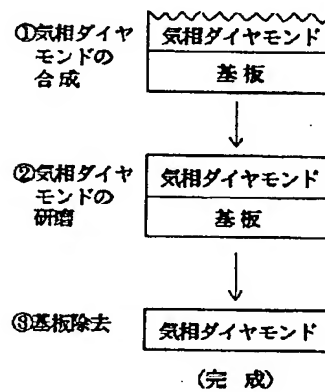 ①気相ダイヤ
モンドの
合成
気相ダイヤモンド
基板
②気相ダイヤ
モンドの
研磨
気相ダイヤモンド
基板
③基板除去
気相ダイヤモンド
(完成)